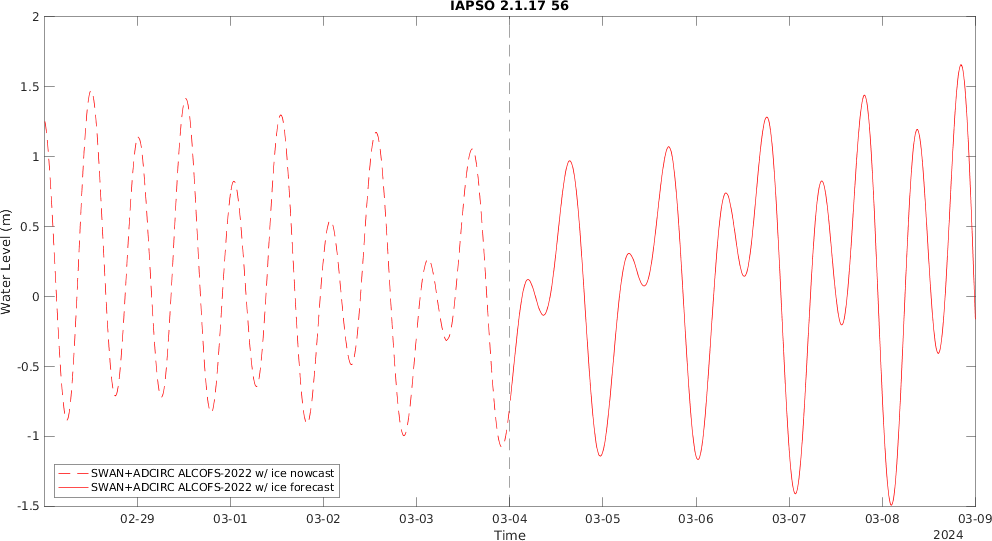 IAPSO 2.1.17 56
Water Level (m)
2
1.5
1
0.5
0
-0.5
-1
-1.5
SWAN+ADCIRC ALCOFS-2022 w/ ice nowcast
SWAN+ADCIRC ALCOFS-2022 w/ ice forecast
02-29 03-01 03-02 03-03 03-04 03-05 03-06 03-07 03-08 03-09
Time
2024